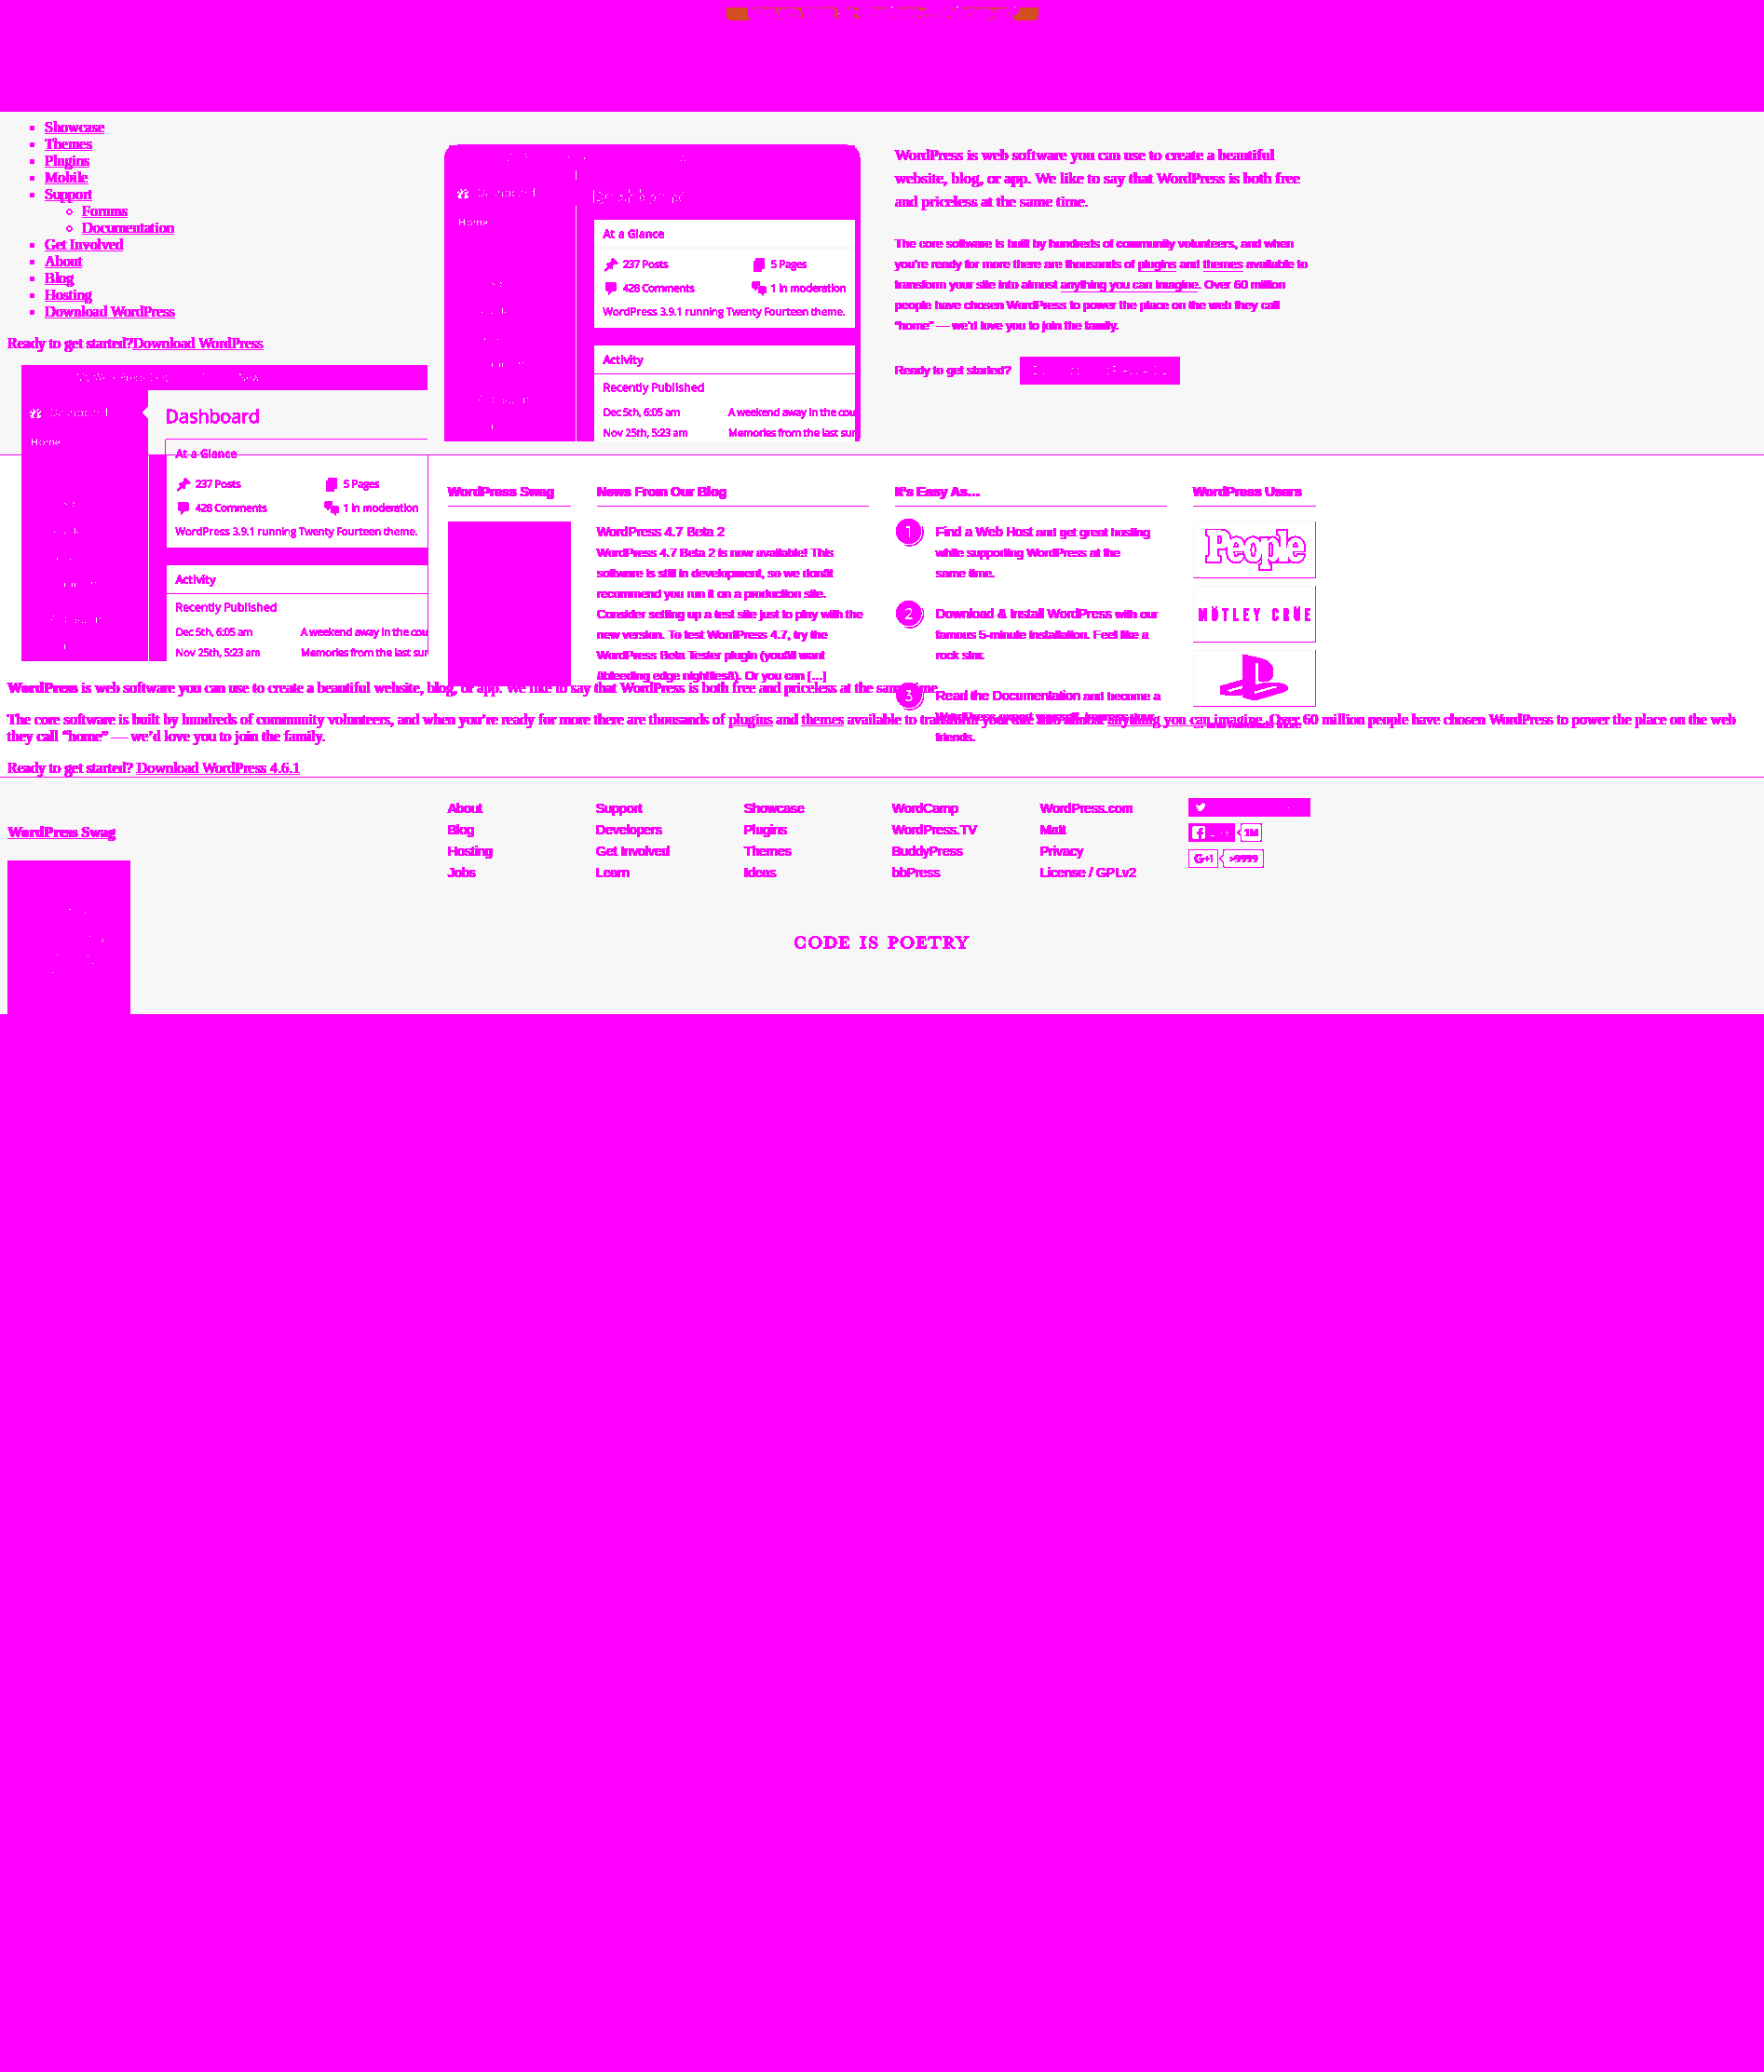 Showcase
Themes
Plugins
Mobile
Support
Forums
Documentation
Get Involved
About
Blog
Hosting
Download WordPress
Ready to get started?Download WordPress
Home
Dashboard
At a Glance
237 Posts 5 Pages
428 Comments 1 in moderation
WordPress 3.9.1 running Twenty Fourteen theme.
Activity
Recently Published
Dec 5th, 6:05 am A weekend away in the cou
Nov 25th, 5:23 am Memories from the last sur
Home
At a Glance
237 Posts 5 Pages
428 Comments 1 in moderation
WordPress 3.9.1 running Twenty Fourteen theme.
Activity
Recently Published
Dec 5th, 6:05 am A weekend away in the cou
Nov 25th, 5:23 am Memories from the last sur
WordPress is web software you can use to create a beautiful
website, blog, or app. We like to say that WordPress is both free
and priceless at the same time.
The core software is built by hundreds of community volunteers, and when
you're ready for more there are thousands of plugins and themes available to
transform your site into almost anything you can imagine. Over 60 million
people have chosen WordPress to power the place on the web they call
“home” — we'd love you to join the family.
Ready to get started?
WordPress Swag
News From Our Blog
WordPress 4.7 Beta 2
WordPress 4.7 Beta 2 is now available! This
software is still in development, so we
recommend you run it on a production site.
Consider setting up a test site just to play with the
new version. To test WordPress 4.7, try the
WordPress Beta Tester plugin want
edge Or you can [...]
It's Easy As...
1 Find a Web Host and get great hosting
while supporting WordPress at the
same time.
2 Download & Install WordPress with our
famous 5-minute installation. Feel like a
rock star.
3 Read the Documentation and become a
WordPress expert
friends.
WordPress Users
People
MÖTLEY CRÜE
WordPress is web software you can use to create a beautiful website, blog, or app. We like to say that WordPress is both free and priceless at the same time.
The core software is built by hundreds of community volunteers, and when you’re ready for more there are thousands of plugins and themes available to transform your site into almost anything you can imagine. Over 60 million people have chosen WordPress to power the place on the web
they call “home” — we’d love you to join the family.
Ready to get started? Download WordPress 4.6.1
WordPress Swag
About
Blog
Hosting
Jobs
Support
Developers
Get Involved
Learn
Showcase
Plugins
Themes
Ideas
WordCamp
WordPress.TV
BuddyPress
bbPress
WordPress.com
Matt
Privacy
License / GPLv2
1M
G+1 >9999
CODE IS POETRY